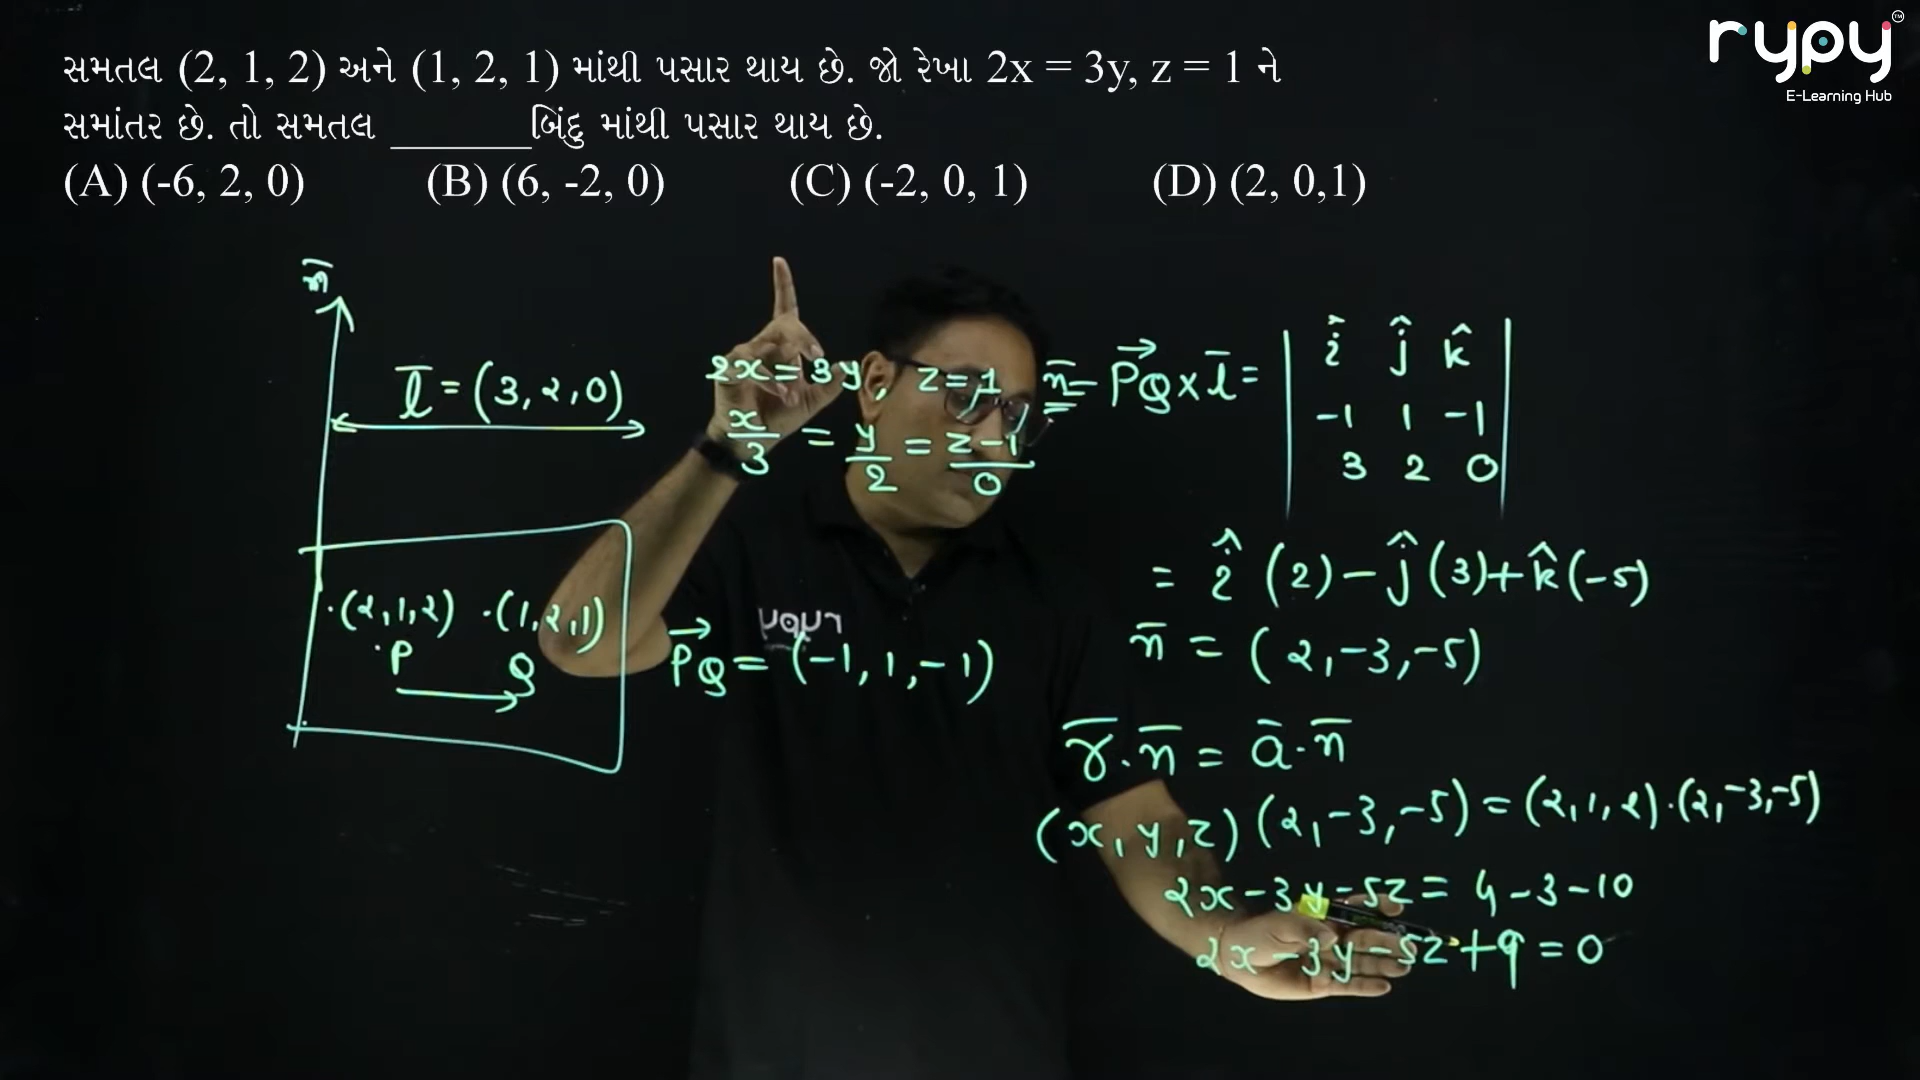 rypy TM
E-Learning Hub
સમતલ (2, 1, 2) અને (1, 2, 1) માંથી પસાર થાય છે. જો રેખા 2x = 3y, z = 1 ને
સમાંતર છે. તો સમતલ ______બિંદુ માંથી પસાર થાય છે.
(A) (-6, 2, 0) (B) (6, -2, 0) (C) (-2, 0, 1) (D) (2, 0,1)
n̄
l̄ = (3, 2, 0)
·(2,1,2) ·(1,2,1)
·P Q
2x = 3y, z = 1
x/3 = y/2 = z-1/0
PQ⃗ = (-1, 1, -1)
n̄ = PQ⃗ × l̄ = | î ĵ k̂ |
-1 1 -1
3 2 0
= î (2) - ĵ (3) + k̂ (-5)
n̄ = (2, -3, -5)
r̄ · n̄ = ā · n̄
(x, y, z) (2, -3, -5) = (2, 1, 2) · (2, -3, -5)
2x - 3y - 5z = 4 - 3 - 10
2x - 3y - 5z + 9 = 0